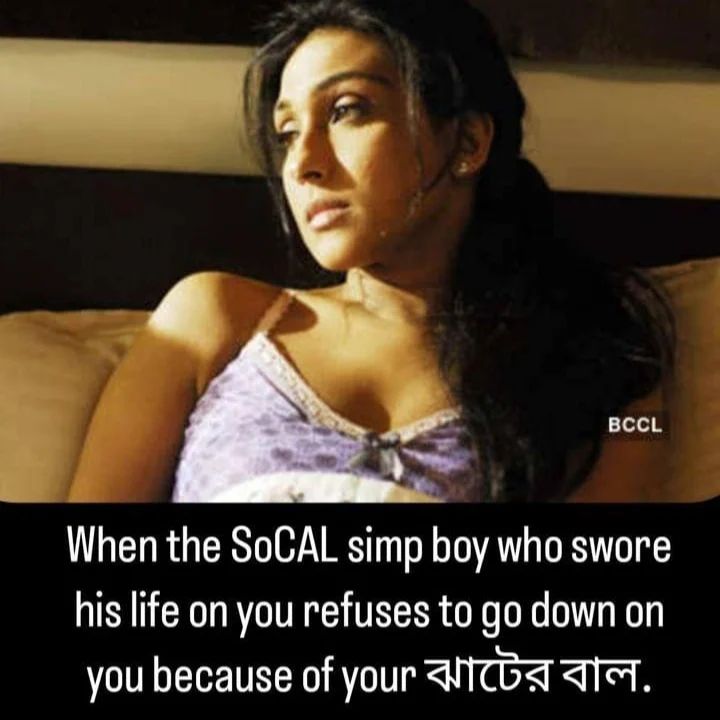 BCCL
When the SoCAL simp boy who swore
his life on you refuses to go down on
you because of your ঝাটের বাল.